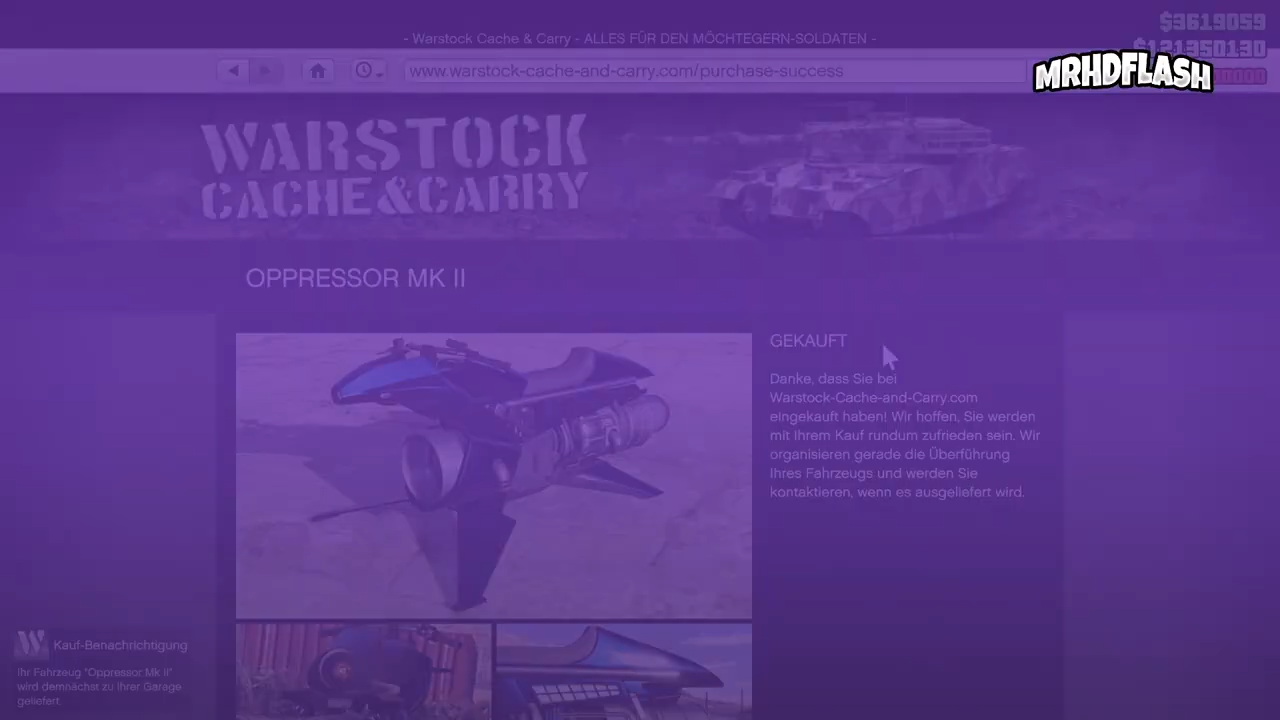 $3619059
- Warstock Cache & Carry - ALLES FÜR DEN MÖCHTEGERN-SOLDATEN -
$121350130
www.warstock-cache-and-carry.com/purchase-success
MRHDFLASH
WARSTOCK
CACHE&CARRY
OPPRESSOR MK II
GEKAUFT
Danke, dass Sie bei
Warstock-Cache-and-Carry.com
eingekauft haben! Wir hoffen, Sie werden
mit Ihrem Kauf rundum zufrieden sein. Wir
organisieren gerade die Überführung
Ihres Fahrzeugs und werden Sie
kontaktieren, wenn es ausgeliefert wird.
W Kauf-Benachrichtigung
Ihr Fahrzeug "Oppressor Mk II"
wird demnächst zu Ihrer Garage
geliefert.